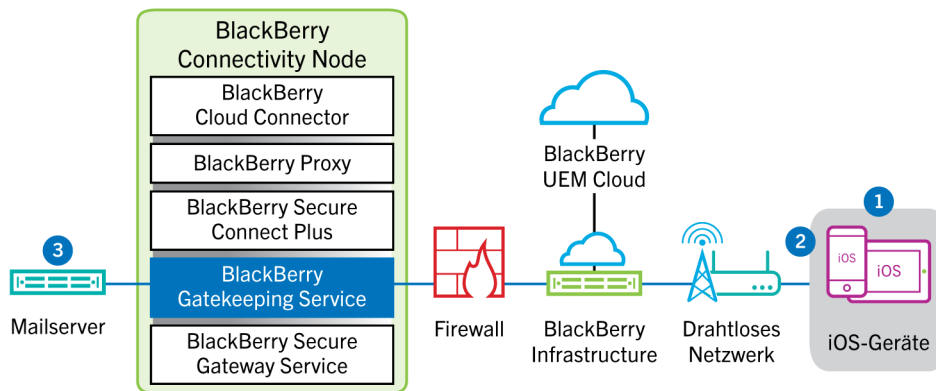 BlackBerry
Connectivity Node
BlackBerry
Cloud Connector
BlackBerry Proxy
BlackBerry Secure
Connect Plus
BlackBerry
Gatekeeping Service
BlackBerry Secure
Gateway Service
3
Mailserver
Firewall
BlackBerry
UEM Cloud
BlackBerry
Infrastructure
Drahtloses
Netzwerk
2
1
iOS
iOS
iOS-Geräte